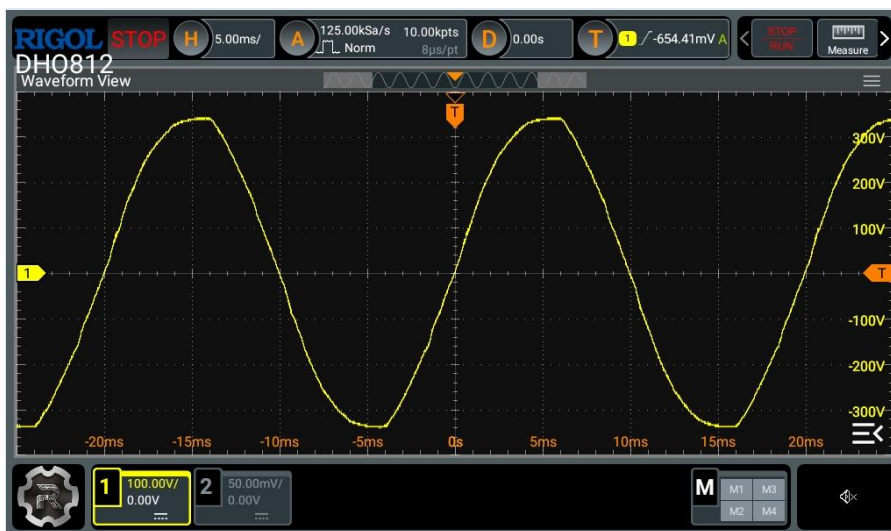 RIGOL STOP H 5.00ms/ A 125.00kSa/s 10.00kpts D 0.00s T 1 -654.41mV A < STOP >
Norm 8µs/pt RUN Measure
DHO812
Waveform View
T
300V
200V
100V
1 T
-100V
-200V
-300V
-20ms -15ms -10ms -5ms 0s 5ms 10ms 15ms 20ms
1 100.00V/ 2 50.00mV/ M M1 M3
0.00V 0.00V M2 M4
R